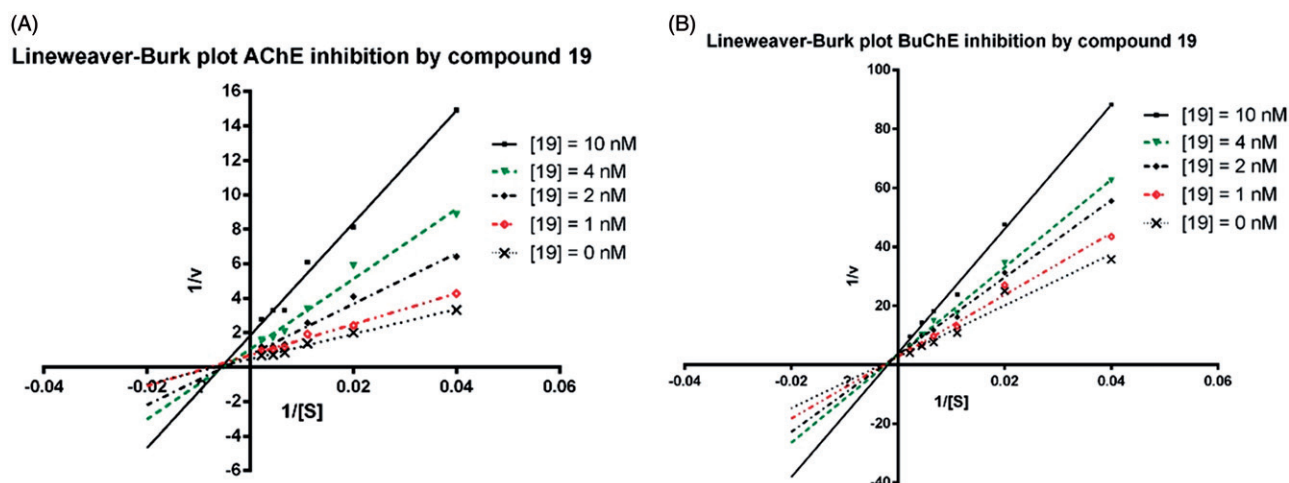 (A)
Lineweaver-Burk plot AChE inhibition by compound 19
16
14
12
10
8
6
4
2
-2
-4
-6
-0.04
-0.02
0.02
0.04
0.06
1/v
1/[S]
[19] = 10 nM
[19] = 4 nM
[19] = 2 nM
[19] = 1 nM
[19] = 0 nM
(B)
Lineweaver-Burk plot BuChE inhibition by compound 19
100
80
60
40
20
-20
-40
-0.04
-0.02
0.02
0.04
0.06
1/v
1/[S]
[19] = 10 nM
[19] = 4 nM
[19] = 2 nM
[19] = 1 nM
[19] = 0 nM